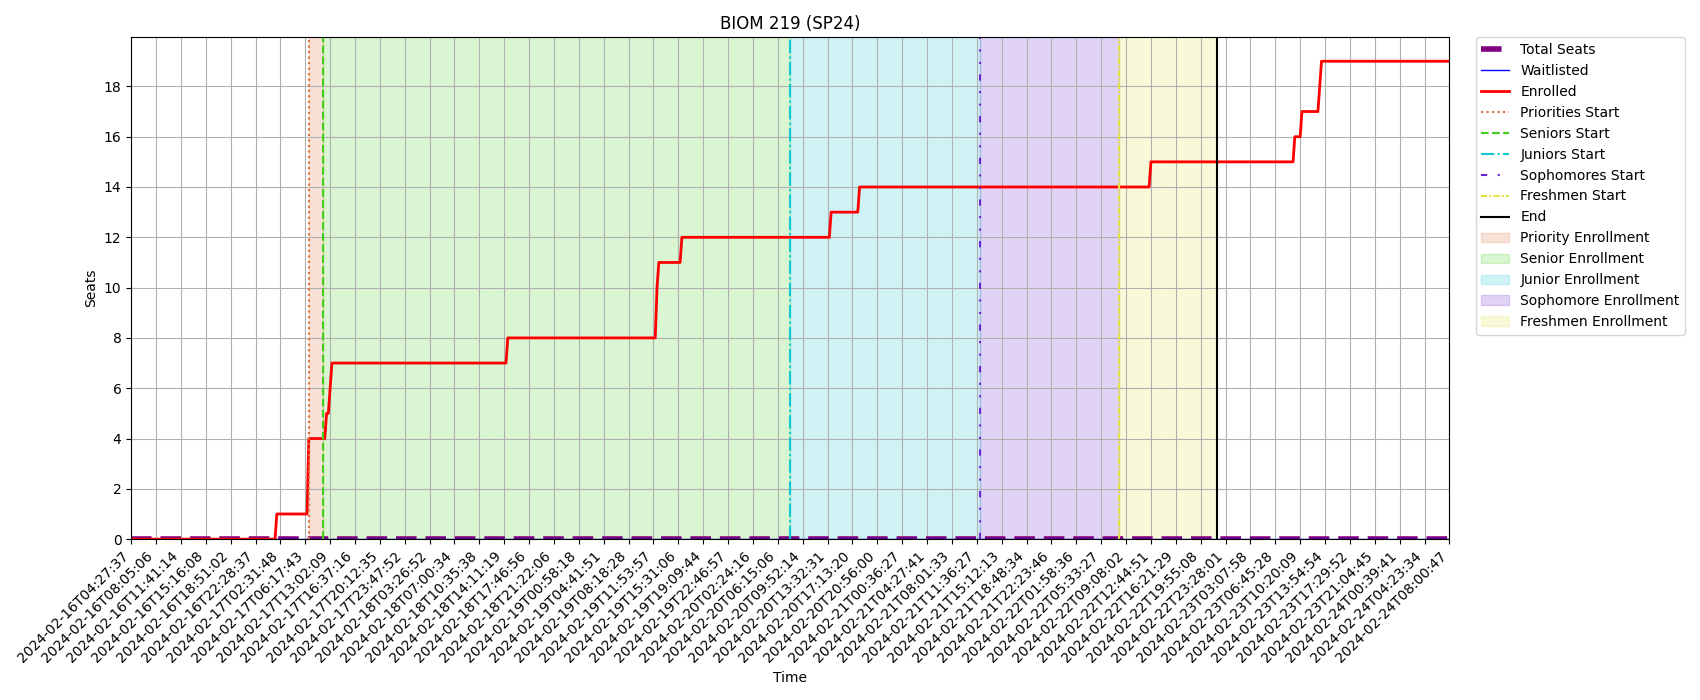 BIOM 219 (SP24)
Seats
18
16
14
12
10
8
6
4
2
0
2024-02-16T04:27:37
2024-02-16T08:05:06
2024-02-16T11:41:14
2024-02-16T15:16:08
2024-02-16T18:51:02
2024-02-16T22:28:37
2024-02-17T02:31:48
2024-02-17T06:17:43
2024-02-17T13:02:09
2024-02-17T16:37:16
2024-02-17T20:12:35
2024-02-17T23:47:52
2024-02-18T03:26:52
2024-02-18T07:00:34
2024-02-18T10:35:38
2024-02-18T14:11:19
2024-02-18T17:46:56
2024-02-18T21:22:06
2024-02-19T00:58:18
2024-02-19T04:41:51
2024-02-19T08:18:28
2024-02-19T11:53:57
2024-02-19T15:31:06
2024-02-19T19:09:44
2024-02-19T22:46:57
2024-02-20T02:24:16
2024-02-20T06:15:06
2024-02-20T09:52:14
2024-02-20T13:32:31
2024-02-20T17:13:20
2024-02-20T20:56:00
2024-02-21T00:36:27
2024-02-21T04:27:41
2024-02-21T08:01:33
2024-02-21T11:36:27
2024-02-21T15:12:13
2024-02-21T18:48:34
2024-02-21T22:23:46
2024-02-22T01:58:36
2024-02-22T05:33:27
2024-02-22T09:08:02
2024-02-22T12:44:51
2024-02-22T16:21:29
2024-02-22T19:55:08
2024-02-22T23:28:01
2024-02-23T03:07:58
2024-02-23T06:45:28
2024-02-23T10:20:09
2024-02-23T13:54:54
2024-02-23T17:29:52
2024-02-23T21:04:45
2024-02-24T00:39:41
2024-02-24T04:23:34
2024-02-24T08:00:47
Time
Total Seats
Waitlisted
Enrolled
Priorities Start
Seniors Start
Juniors Start
Sophomores Start
Freshmen Start
End
Priority Enrollment
Senior Enrollment
Junior Enrollment
Sophomore Enrollment
Freshmen Enrollment